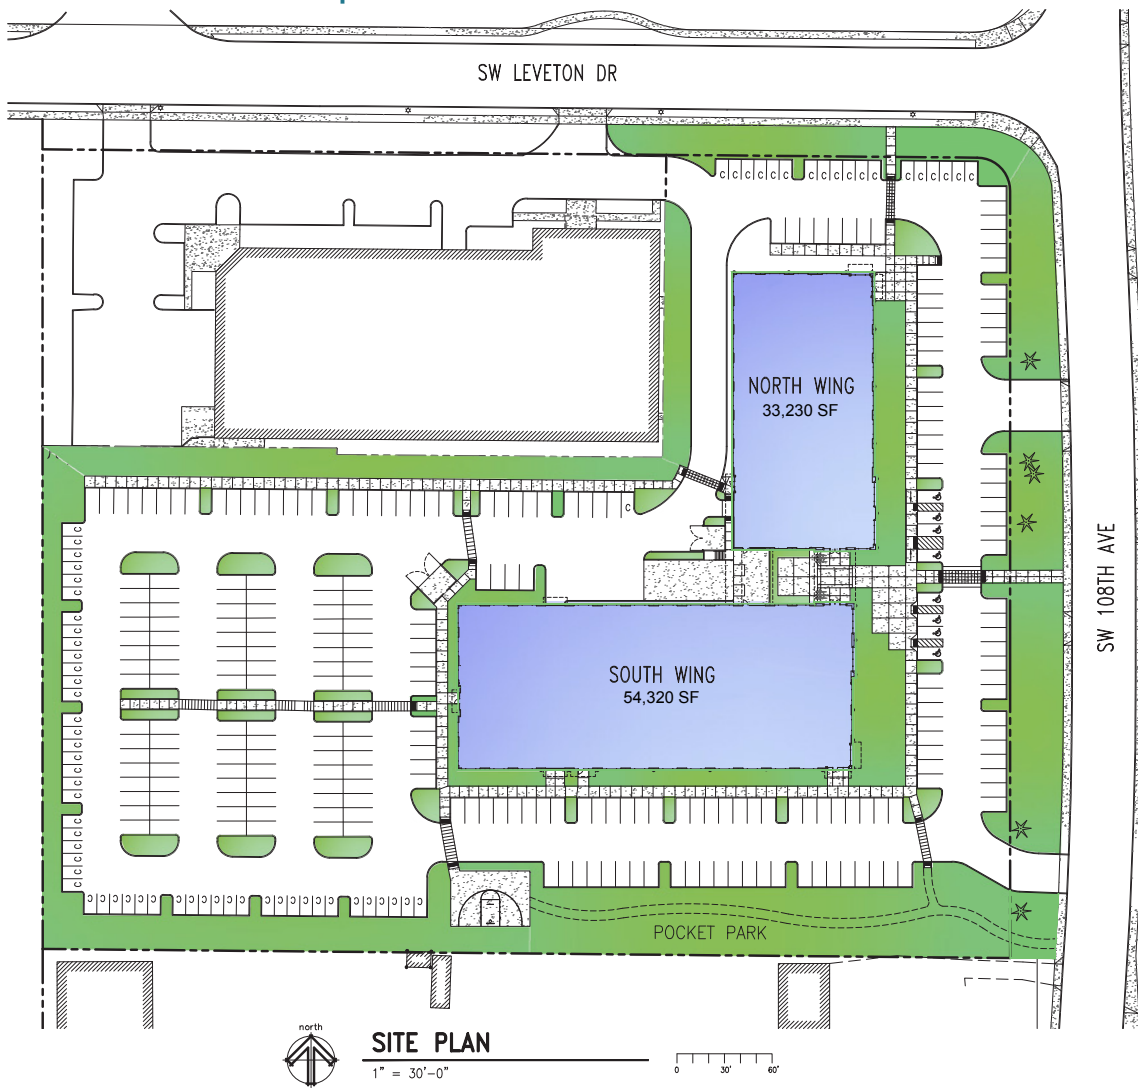 SW LEVETON DR
NORTH WING
33,230 SF
SW 108TH AVE
SOUTH WING
54,320 SF
POCKET PARK
north
SITE PLAN
1" = 30'-0"
0 30' 60'